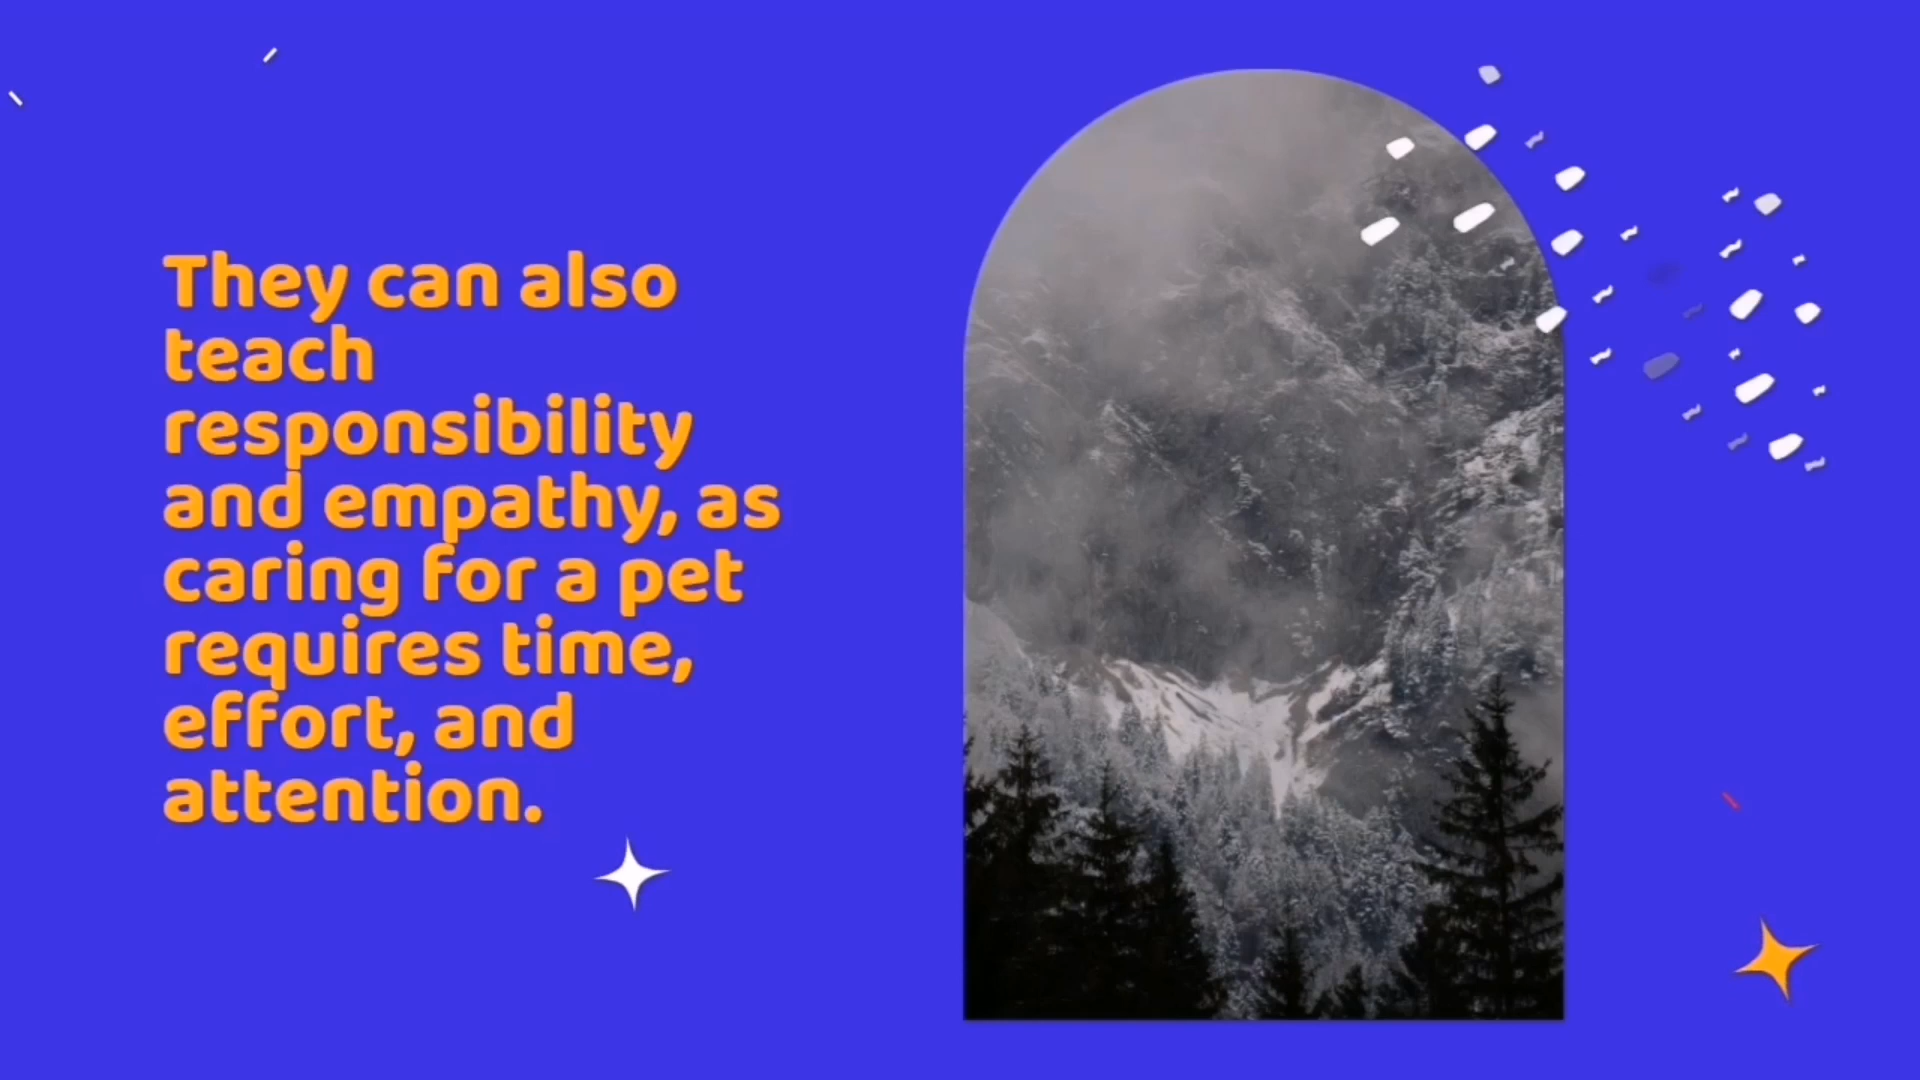 They can also
teach
responsibility
and empathy, as
caring for a pet
requires time,
effort, and
attention.